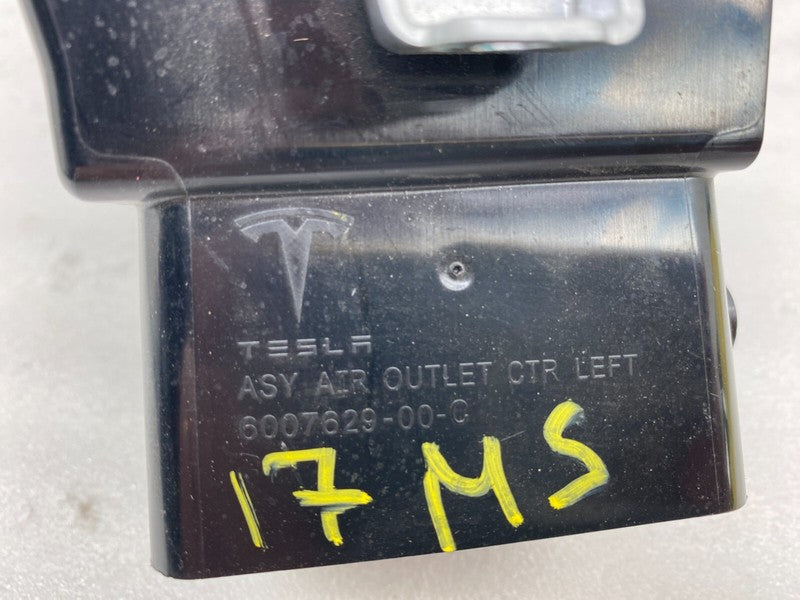 TESLA
ASY AIR OUTLET CTR LEFT
6007629-00-C
17 MS